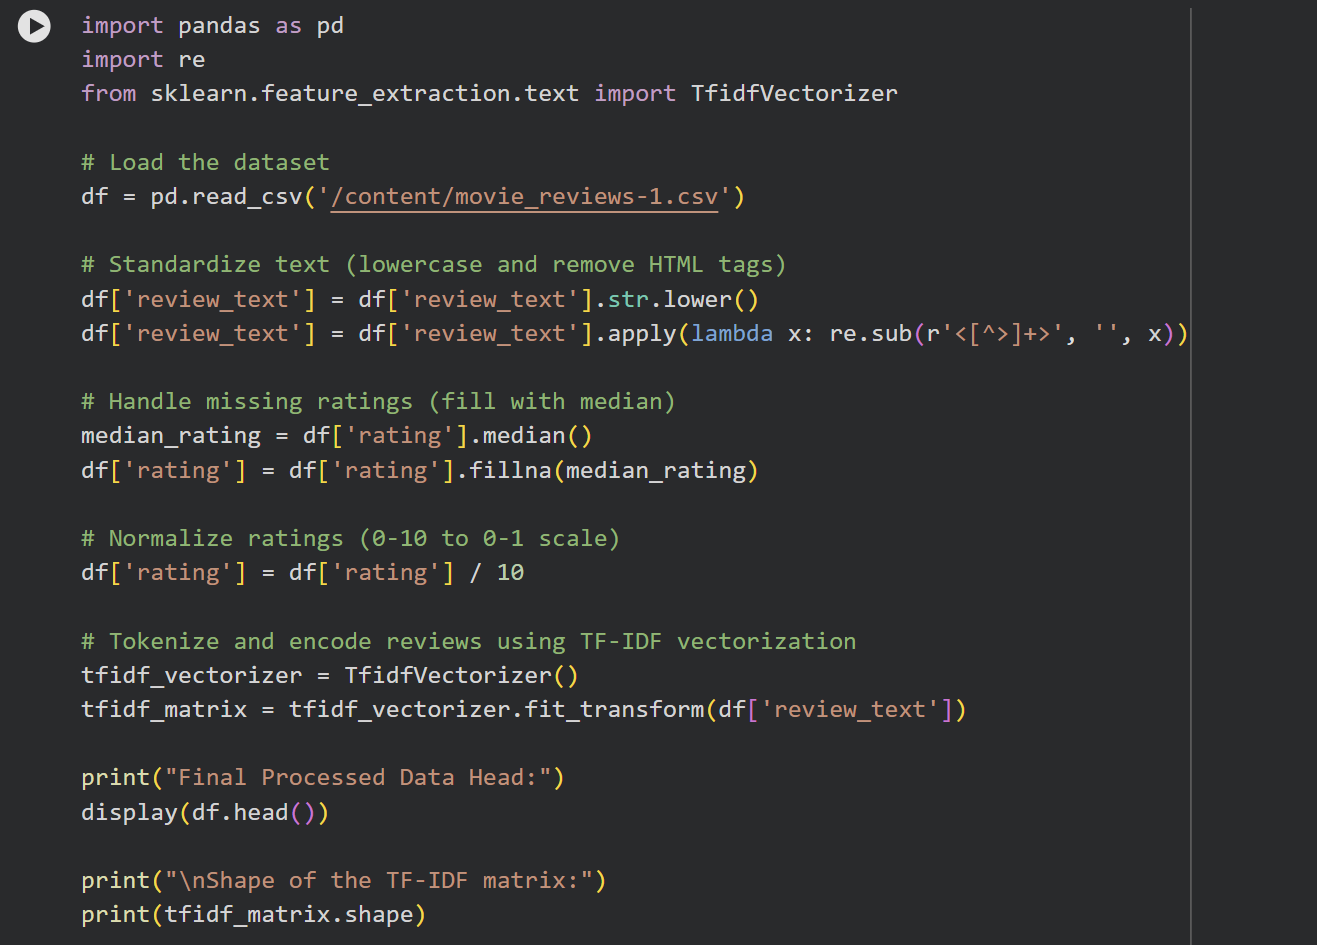 import pandas as pd
import re
from sklearn.feature_extraction.text import TfidfVectorizer
# Load the dataset
df = pd.read_csv('/content/movie_reviews-1.csv')
# Standardize text (lowercase and remove HTML tags)
df['review_text'] = df['review_text'].str.lower()
df['review_text'] = df['review_text'].apply(lambda x: re.sub(r'<[^>]+>', '', x))
# Handle missing ratings (fill with median)
median_rating = df['rating'].median()
df['rating'] = df['rating'].fillna(median_rating)
# Normalize ratings (0-10 to 0-1 scale)
df['rating'] = df['rating'] / 10
# Tokenize and encode reviews using TF-IDF vectorization
tfidf_vectorizer = TfidfVectorizer()
tfidf_matrix = tfidf_vectorizer.fit_transform(df['review_text'])
print("Final Processed Data Head:")
display(df.head())
print("\nShape of the TF-IDF matrix:")
print(tfidf_matrix.shape)